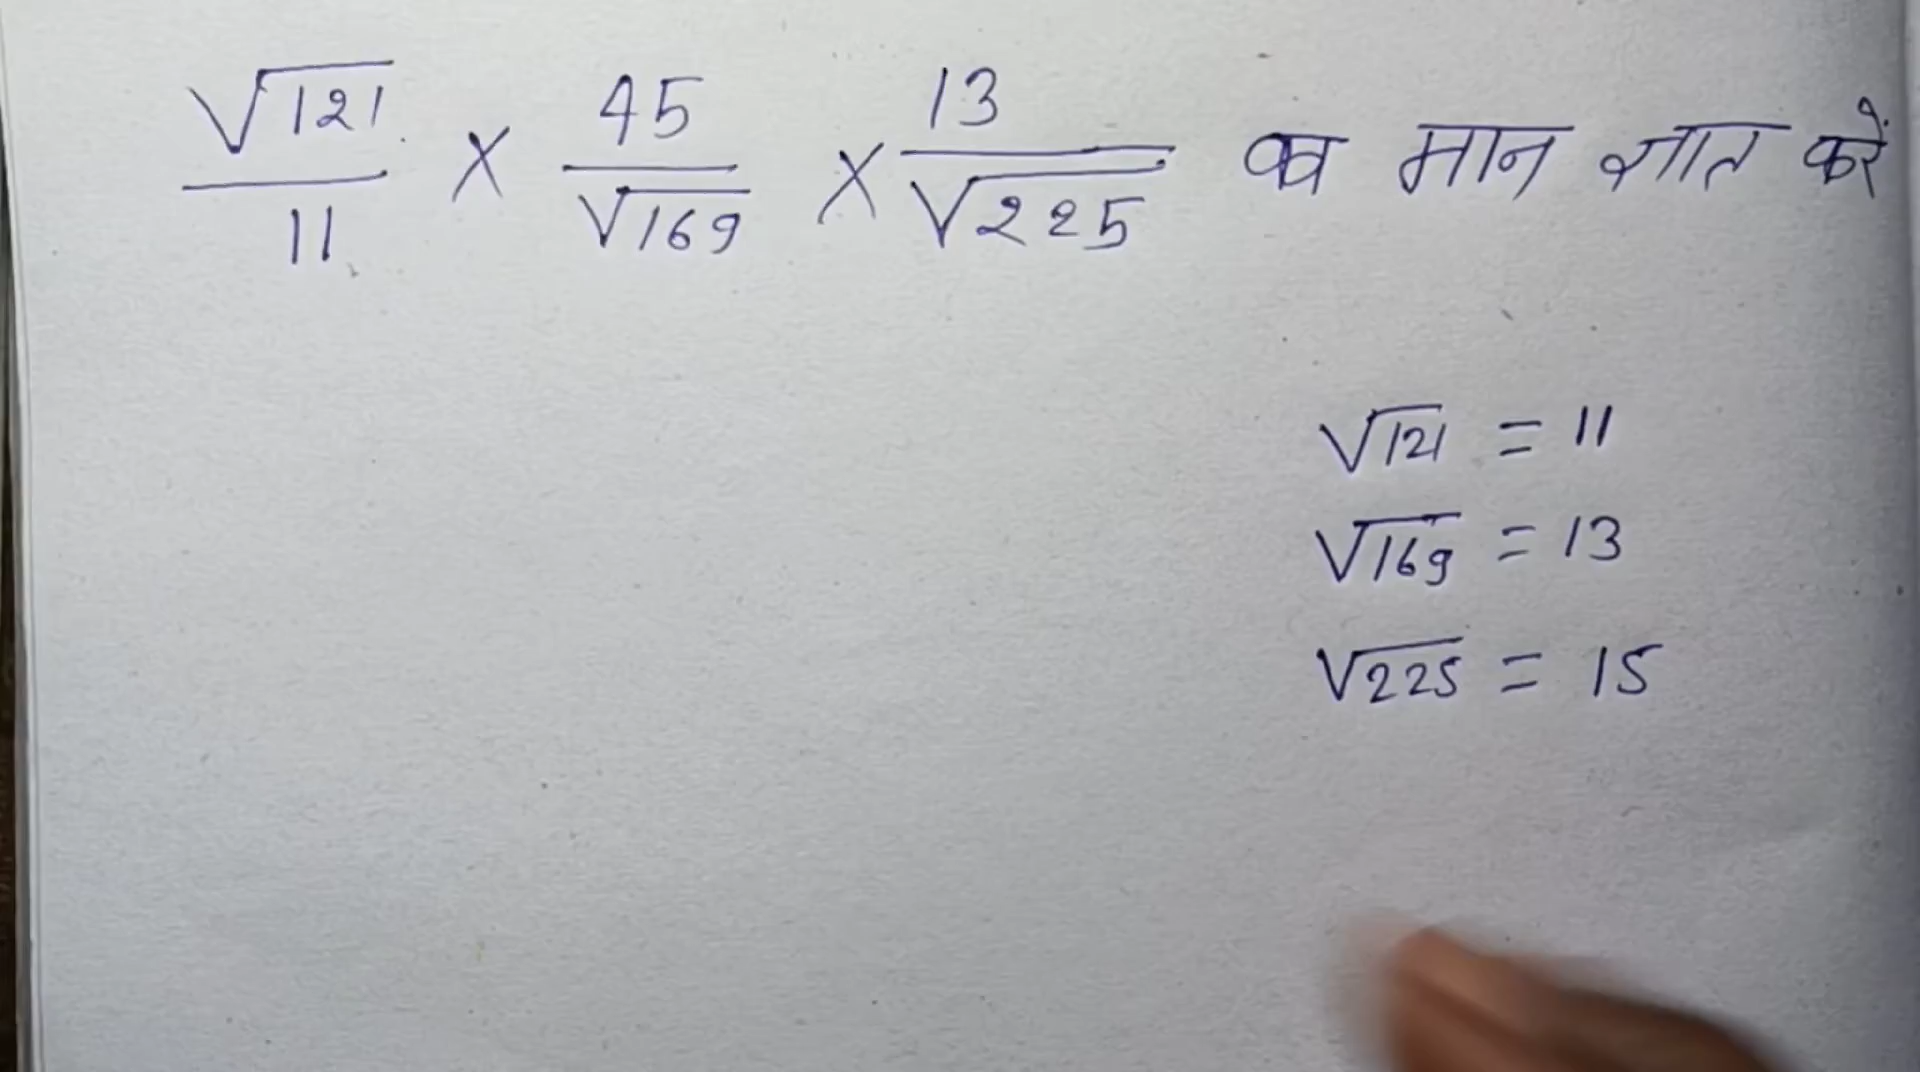 √121/11 × 45/√169 × 13/√225 का मान ज्ञात करें
√121 = 11
√169 = 13
√225 = 15